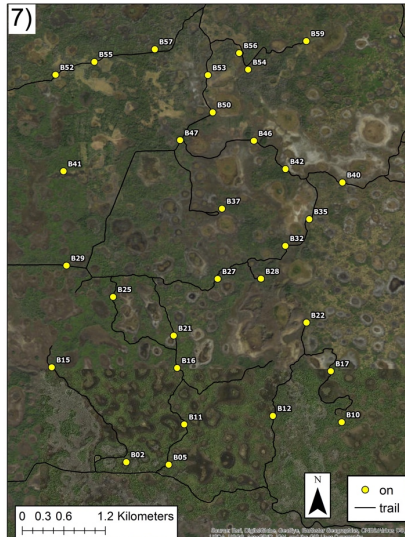 7)
B59
B57
B56
B55
B54
B53
B52
B50
B47
B46
B42
B41
B40
B37
B35
B32
B29
B27
B28
B25
B22
B21
B15
B16
B17
B12
B10
B11
B02
B05
N
on
trail
0 0.3 0.6 1.2 Kilometers